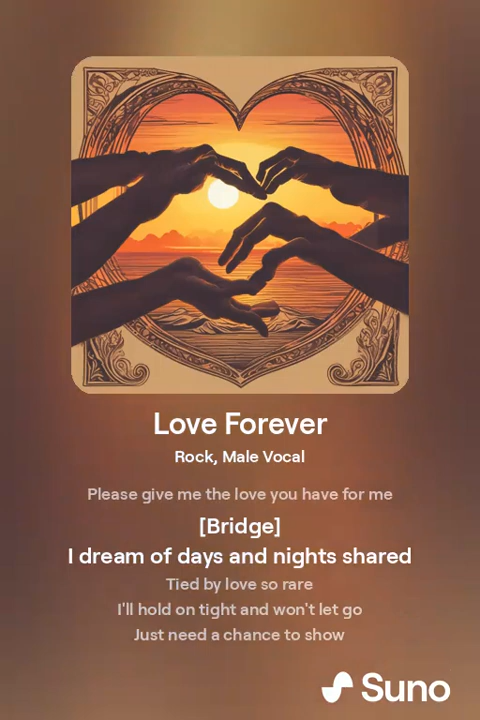 Love Forever
Rock, Male Vocal
Please give me the love you have for me
[Bridge]
I dream of days and nights shared
Tied by love so rare
I'll hold on tight and won't let go
Just need a chance to show
Suno